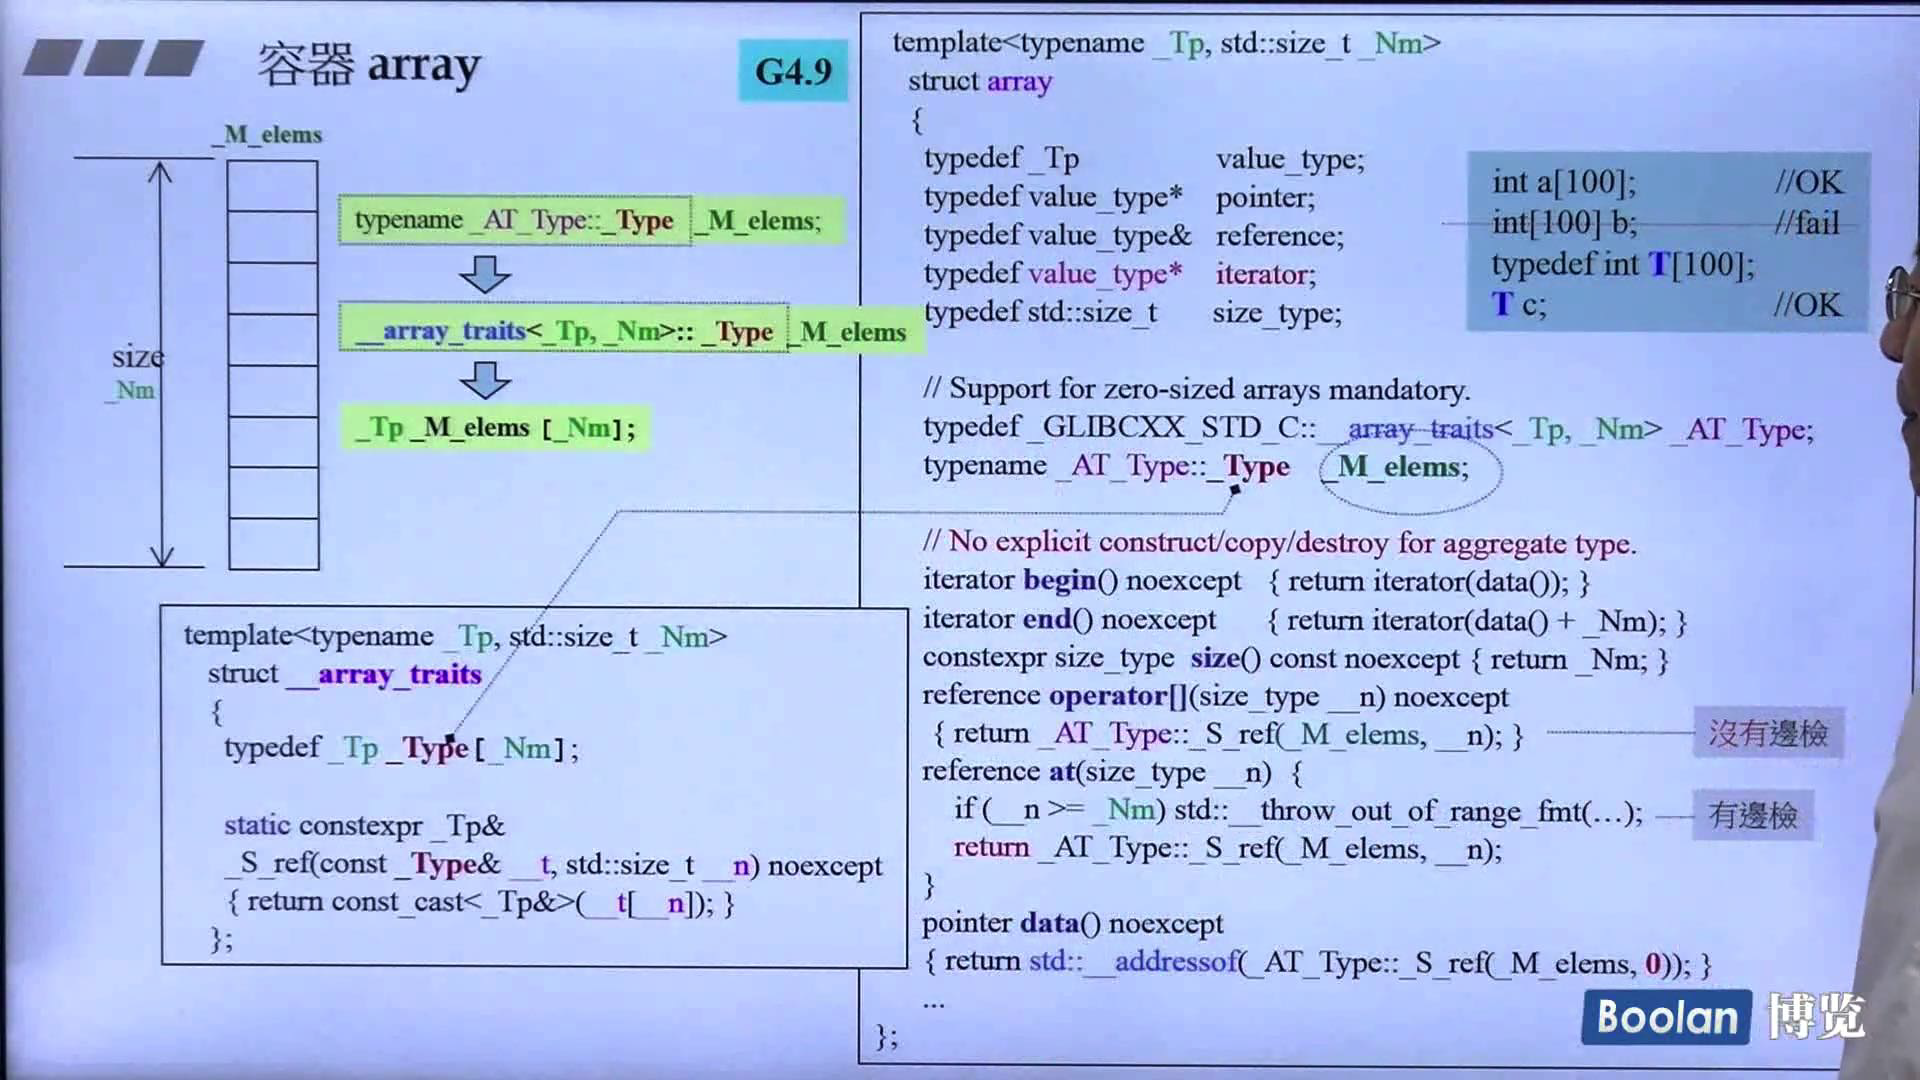 容器 array
G4.9
_M_elems
size
_Nm
typename _AT_Type::_Type _M_elems;
__array_traits<_Tp, _Nm>:: _Type _M_elems
_Tp _M_elems [_Nm];
template<typename _Tp, std::size_t _Nm>
struct __array_traits
{
typedef _Tp _Type[_Nm];
static constexpr _Tp&
_S_ref(const _Type& __t, std::size_t __n) noexcept
{ return const_cast<_Tp&>(__t[__n]); }
};
template<typename _Tp, std::size_t _Nm>
struct array
{
typedef _Tp value_type;
typedef value_type* pointer;
typedef value_type& reference;
typedef value_type* iterator;
typedef std::size_t size_type;
int a[100]; //OK
int[100] b; //fail
typedef int T[100];
T c; //OK
// Support for zero-sized arrays mandatory.
typedef _GLIBCXX_STD_C::__array_traits<_Tp, _Nm> _AT_Type;
typename _AT_Type::_Type _M_elems;
// No explicit construct/copy/destroy for aggregate type.
iterator begin() noexcept { return iterator(data()); }
iterator end() noexcept { return iterator(data() + _Nm); }
constexpr size_type size() const noexcept { return _Nm; }
reference operator[](size_type __n) noexcept
{ return _AT_Type::_S_ref(_M_elems, __n); }
沒有邊檢
reference at(size_type __n) {
if (__n >= _Nm) std::__throw_out_of_range_fmt(…);
有邊檢
return _AT_Type::_S_ref(_M_elems, __n);
}
pointer data() noexcept
{ return std::__addressof(_AT_Type::_S_ref(_M_elems, 0)); }
...
};
Boolan 博览